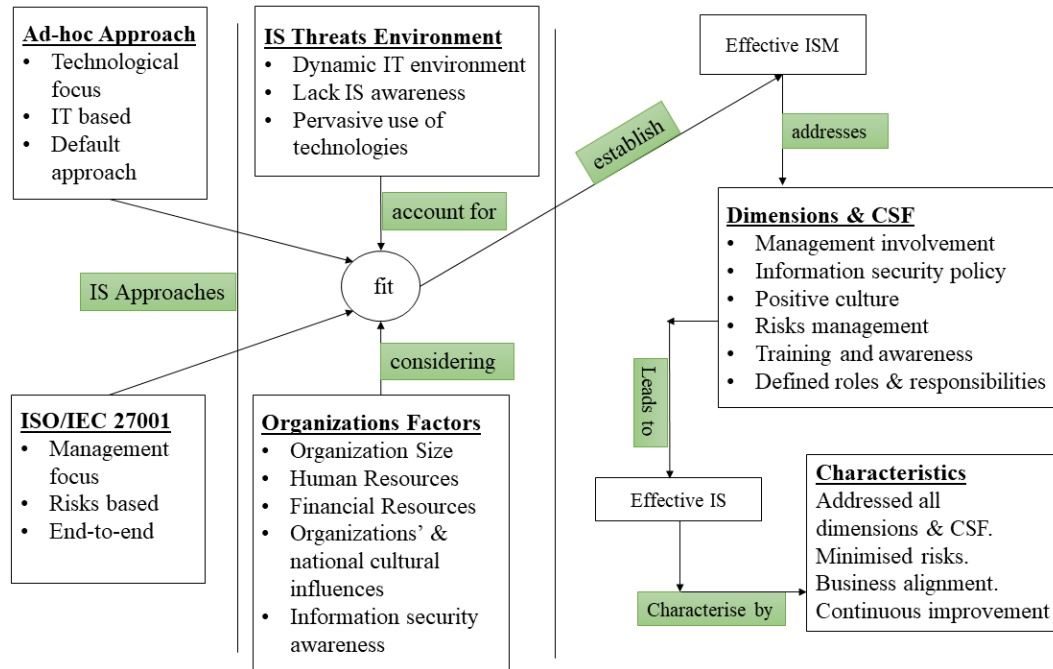 Ad-hoc Approach
• Technological
focus
• IT based
• Default
approach
IS Approaches
ISO/IEC 27001
• Management
focus
• Risks based
• End-to-end
IS Threats Environment
• Dynamic IT environment
• Lack IS awareness
• Pervasive use of
technologies
account for
fit
considering
Organizations Factors
• Organization Size
• Human Resources
• Financial Resources
• Organizations’ &
national cultural
influences
• Information security
awareness
establish
Effective ISM
addresses
Dimensions & CSF
• Management involvement
• Information security policy
• Positive culture
• Risks management
• Training and awareness
• Defined roles & responsibilities
Leads to
Effective IS
Characterise by
Characteristics
Addressed all
dimensions & CSF.
Minimised risks.
Business alignment.
Continuous improvement